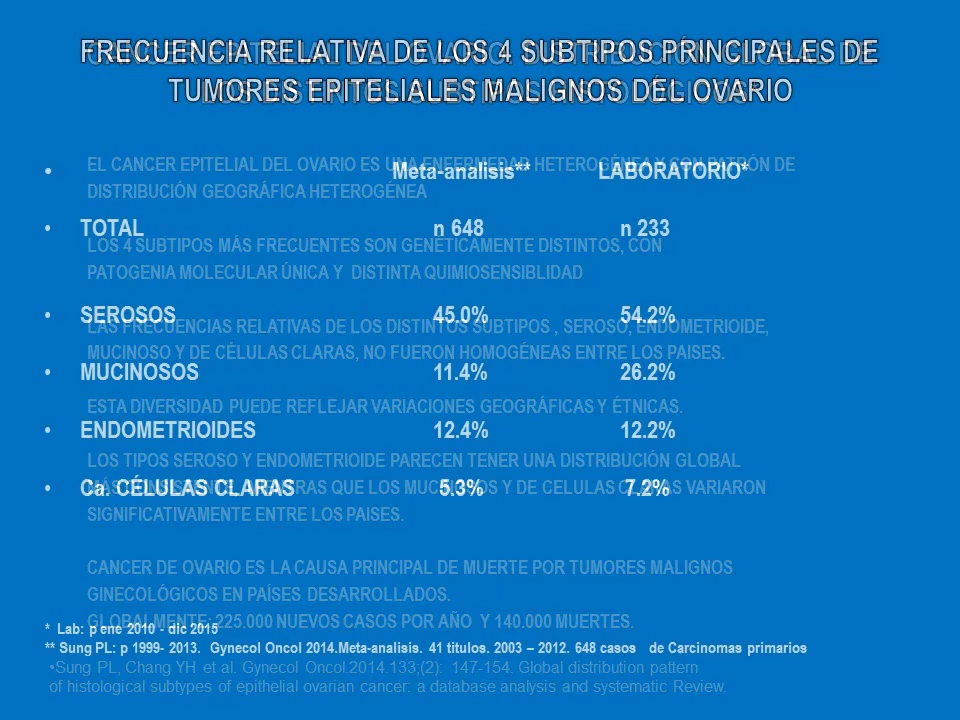 FRECUENCIA RELATIVA DE LOS 4 SUBTIPOS PRINCIPALES DE
TUMORES EPITELIALES MALIGNOS DEL OVARIO
EL CANCER EPITELIAL DEL OVARIO ES UNA ENFERMEDAD HETEROGÉNEA Y CON PATRÓN DE
• Meta-analisis** LABORATORIO*
DISTRIBUCIÓN GEOGRÁFICA HETEROGÉNEA
• TOTAL n 648 n 233
LOS 4 SUBTIPOS MÁS FRECUENTES SON GENÉTICAMENTE DISTINTOS, CON
PATOGENIA MOLECULAR ÚNICA Y DISTINTA QUIMIOSENSIBLIDAD
• SEROSOS 45.0% 54.2%
LAS FRECUENCIAS RELATIVAS DE LOS DISTINTOS SUBTIPOS , SEROSO, ENDOMETRIOIDE,
MUCINOSO Y DE CÉLULAS CLARAS, NO FUERON HOMOGÉNEAS ENTRE LOS PAISES.
• MUCINOSOS 11.4% 26.2%
ESTA DIVERSIDAD PUEDE REFLEJAR VARIACIONES GEOGRÁFICAS Y ÉTNICAS.
• ENDOMETRIOIDES 12.4% 12.2%
LOS TIPOS SEROSO Y ENDOMETRIOIDE PARECEN TENER UNA DISTRIBUCIÓN GLOBAL
• Ca. CÉLULAS CLARAS 5.3% 7.2%
QUE LOS Y DE VARIARON
SIGNIFICATIVAMENTE ENTRE LOS PAISES.
CANCER DE OVARIO ES LA CAUSA PRINCIPAL DE MUERTE POR TUMORES MALIGNOS
GINECOLÓGICOS EN PAÍSES DESARROLLADOS.
GLOBALMENTE: 225.000 NUEVOS CASOS POR AÑO Y 140.000 MUERTES.
* Lab: p ene 2010 - dic 2015
** Sung PL: p 1999- 2013. Gynecol Oncol 2014.Meta-analisis. 41 titulos. 2003 – 2012. 648 casos de Carcinomas primarios
•Sung PL, Chang YH et al. Gynecol Oncol.2014.133;(2): 147-154. Global distribution pattern
of histological subtypes of epithelial ovarian cancer: a database analysis and systematic Review.